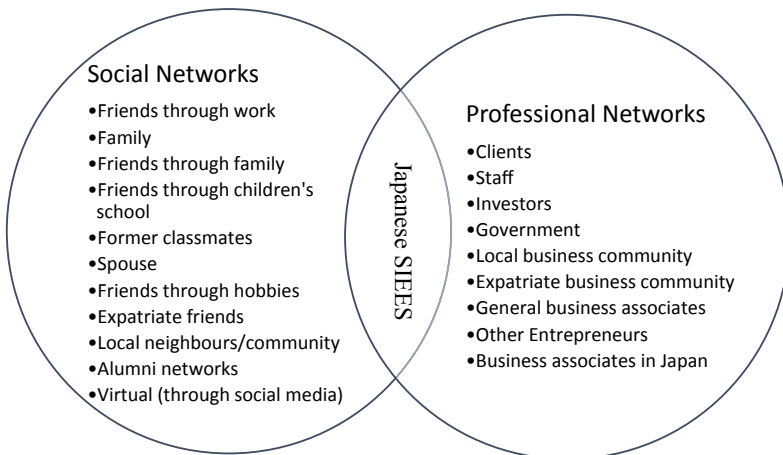 Social Networks
•Friends through work
•Family
•Friends through family
•Friends through children's
school
•Former classmates
•Spouse
•Friends through hobbies
•Expatriate friends
•Local neighbours/community
•Alumni networks
•Virtual (through social media)
Japanese SIEES
Professional Networks
•Clients
•Staff
•Investors
•Government
•Local business community
•Expatriate business community
•General business associates
•Other Entrepreneurs
•Business associates in Japan